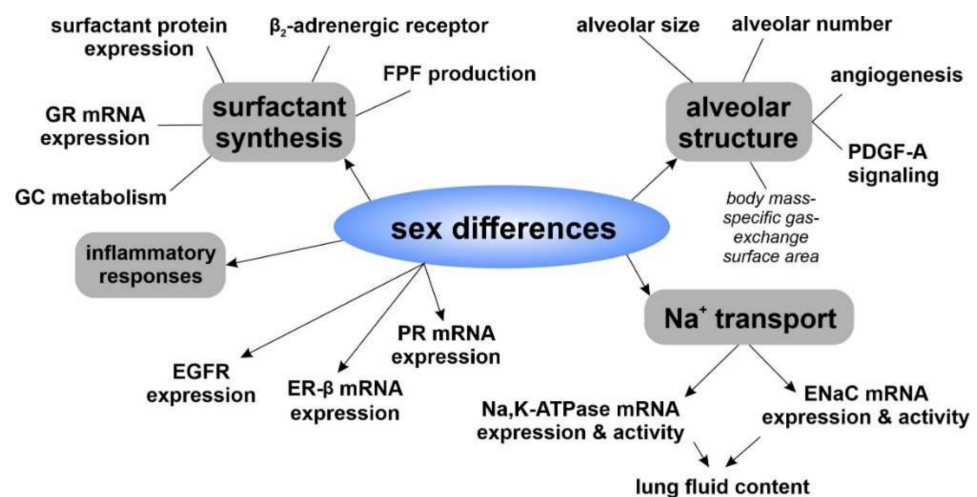 surfactant protein
expression
β₂-adrenergic receptor
FPF production
GR mRNA
expression
surfactant
synthesis
GC metabolism
alveolar size
alveolar number
angiogenesis
alveolar
structure
PDGF-A
signaling
body mass-
specific gas-
exchange
surface area
sex differences
inflammatory
responses
Na⁺ transport
PR mRNA
expression
EGFR
expression
ER-β mRNA
expression
Na,K-ATPase mRNA
expression & activity
ENaC mRNA
expression & activity
lung fluid content